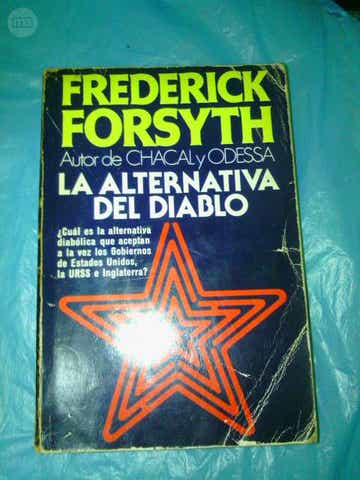 FREDERICK
FORSYTH
Autor de CHACAL y ODESSA
LA ALTERNATIVA
DEL DIABLO
¿Cuál es la alternativa
diabólica que aceptan
a la vez los Gobiernos
de Estados Unidos,
la URSS e Inglaterra?